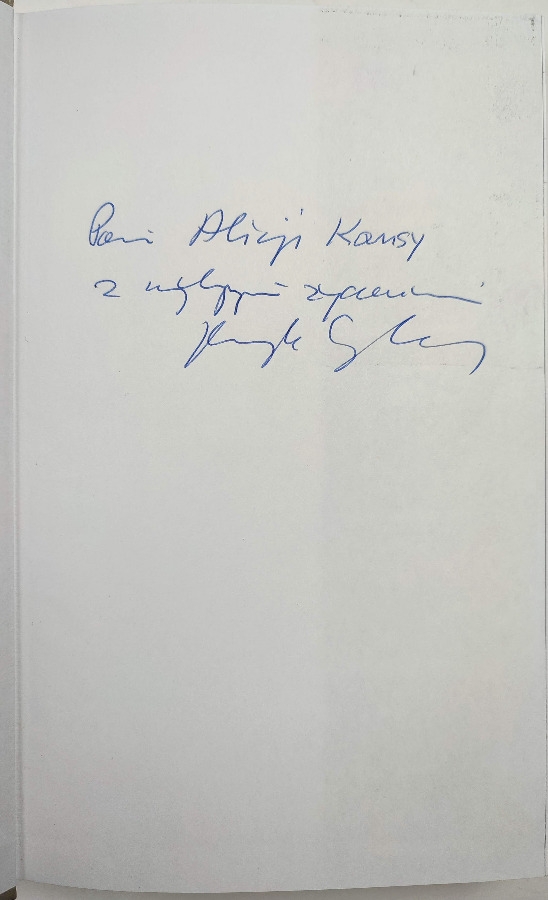 Pani Alicji Kansy
z najlepszymi życzeniami